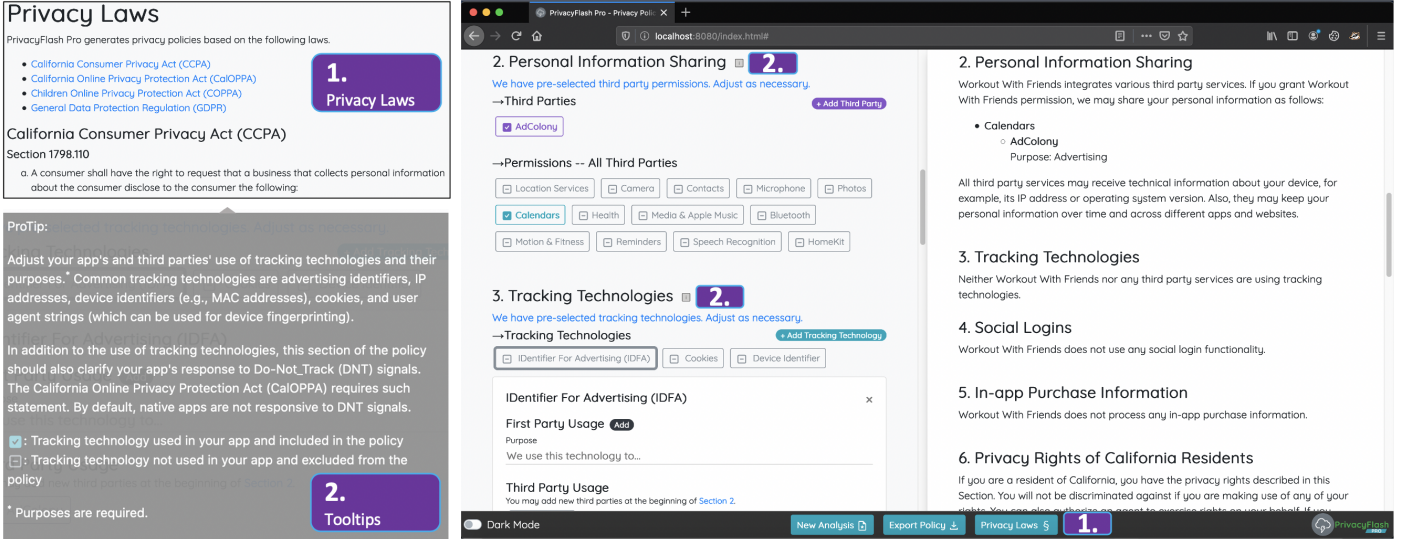 Privacy Laws
PrivacyFlash Pro generates privacy policies based on the following laws.
California Consumer Privacy Act (CCPA)
California Online Privacy Protection Act (CalOPPA)
Children Online Privacy Protection Act (COPPA)
General Data Protection Regulation (GDPR)
1.
Privacy Laws
California Consumer Privacy Act (CCPA)
Section 1798.110
a. A consumer shall have the right to request that a business that collects personal information
about the consumer disclose to the consumer the following:
ProTip:
Adjust your app's and third parties' use of tracking technologies and their
purposes.* Common tracking technologies are advertising identifiers, IP
addresses, device identifiers (e.g., MAC addresses), cookies, and user
agent strings (which can be used for device fingerprinting).
In addition to the use of tracking technologies, this section of the policy
should also clarify your app's response to Do-Not_Track (DNT) signals.
The California Online Privacy Protection Act (CalOPPA) requires such
statement. By default, native apps are not responsive to DNT signals.
: Tracking technology used in your app and included in the policy
: Tracking technology not used in your app and excluded from the
policy
* Purposes are required.
2.
Tooltips
PrivacyFlash Pro – Privacy Polic
localhost:8080/index.html#
2. Personal Information Sharing
2.
We have pre-selected third party permissions. Adjust as necessary.
→Third Parties
+ Add Third Party
AdColony
→Permissions -- All Third Parties
Location Services
Camera
Contacts
Microphone
Photos
Calendars
Health
Media & Apple Music
Bluetooth
Motion & Fitness
Reminders
Speech Recognition
HomeKit
3. Tracking Technologies
2.
We have pre-selected tracking technologies. Adjust as necessary.
→Tracking Technologies
+ Add Tracking Technology
IDentifier For Advertising (IDFA)
Cookies
Device Identifier
IDentifier For Advertising (IDFA)
×
First Party Usage Add
Purpose
We use this technology to...
Third Party Usage
You may add new third parties at the beginning of Section 2.
2. Personal Information Sharing
Workout With Friends integrates various third party services. If you grant Workout
With Friends permission, we may share your personal information as follows:
Calendars
AdColony
Purpose: Advertising
All third party services may receive technical information about your device, for
example, its IP address or operating system version. Also, they may keep your
personal information over time and across different apps and websites.
3. Tracking Technologies
Neither Workout With Friends nor any third party services are using tracking
technologies.
4. Social Logins
Workout With Friends does not use any social login functionality.
5. In-app Purchase Information
Workout With Friends does not process any in-app purchase information.
6. Privacy Rights of California Residents
If you are a resident of California, you have the privacy rights described in this
Section. You will not be discriminated against if you are making use of any of your
rights. You can also authorize an agent to exercise rights on your behalf. If you
Dark Mode
New Analysis
Export Policy
Privacy Laws §
1.
PrivacyFlash
PRO